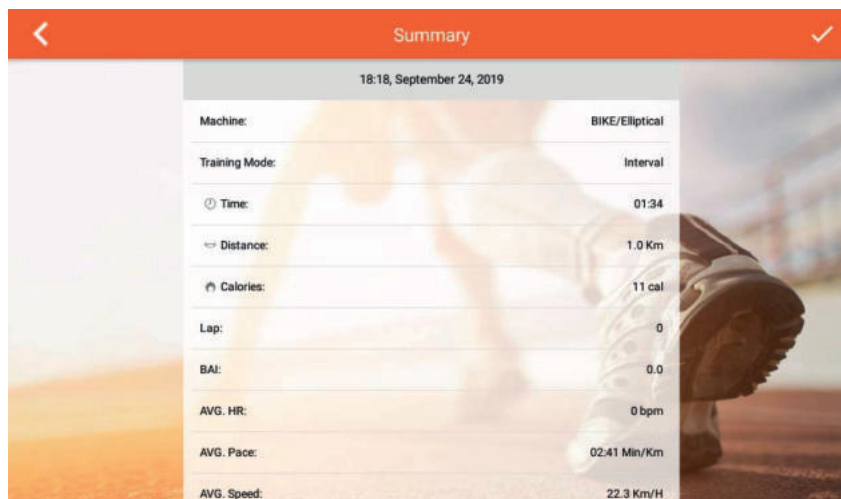 Summary
18:18, September 24, 2019
Machine: BIKE/Elliptical
Training Mode: Interval
Time: 01:34
Distance: 1.0 Km
Calories: 11 cal
Lap: 0
BAI: 0.0
AVG. HR: 0 bpm
AVG. Pace: 02:41 Min/Km
AVG. Speed: 22.3 Km/H